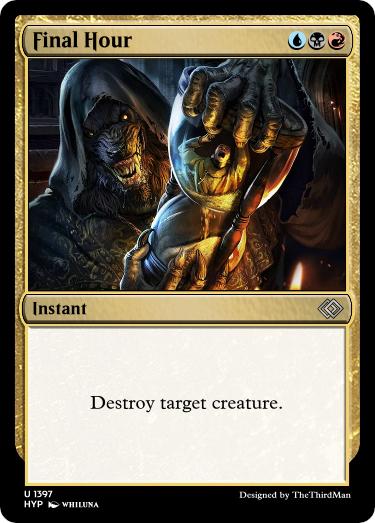 Final Hour
Instant
Destroy target creature.
U 1397
HYP WHILUNA
Designed by TheThirdMan